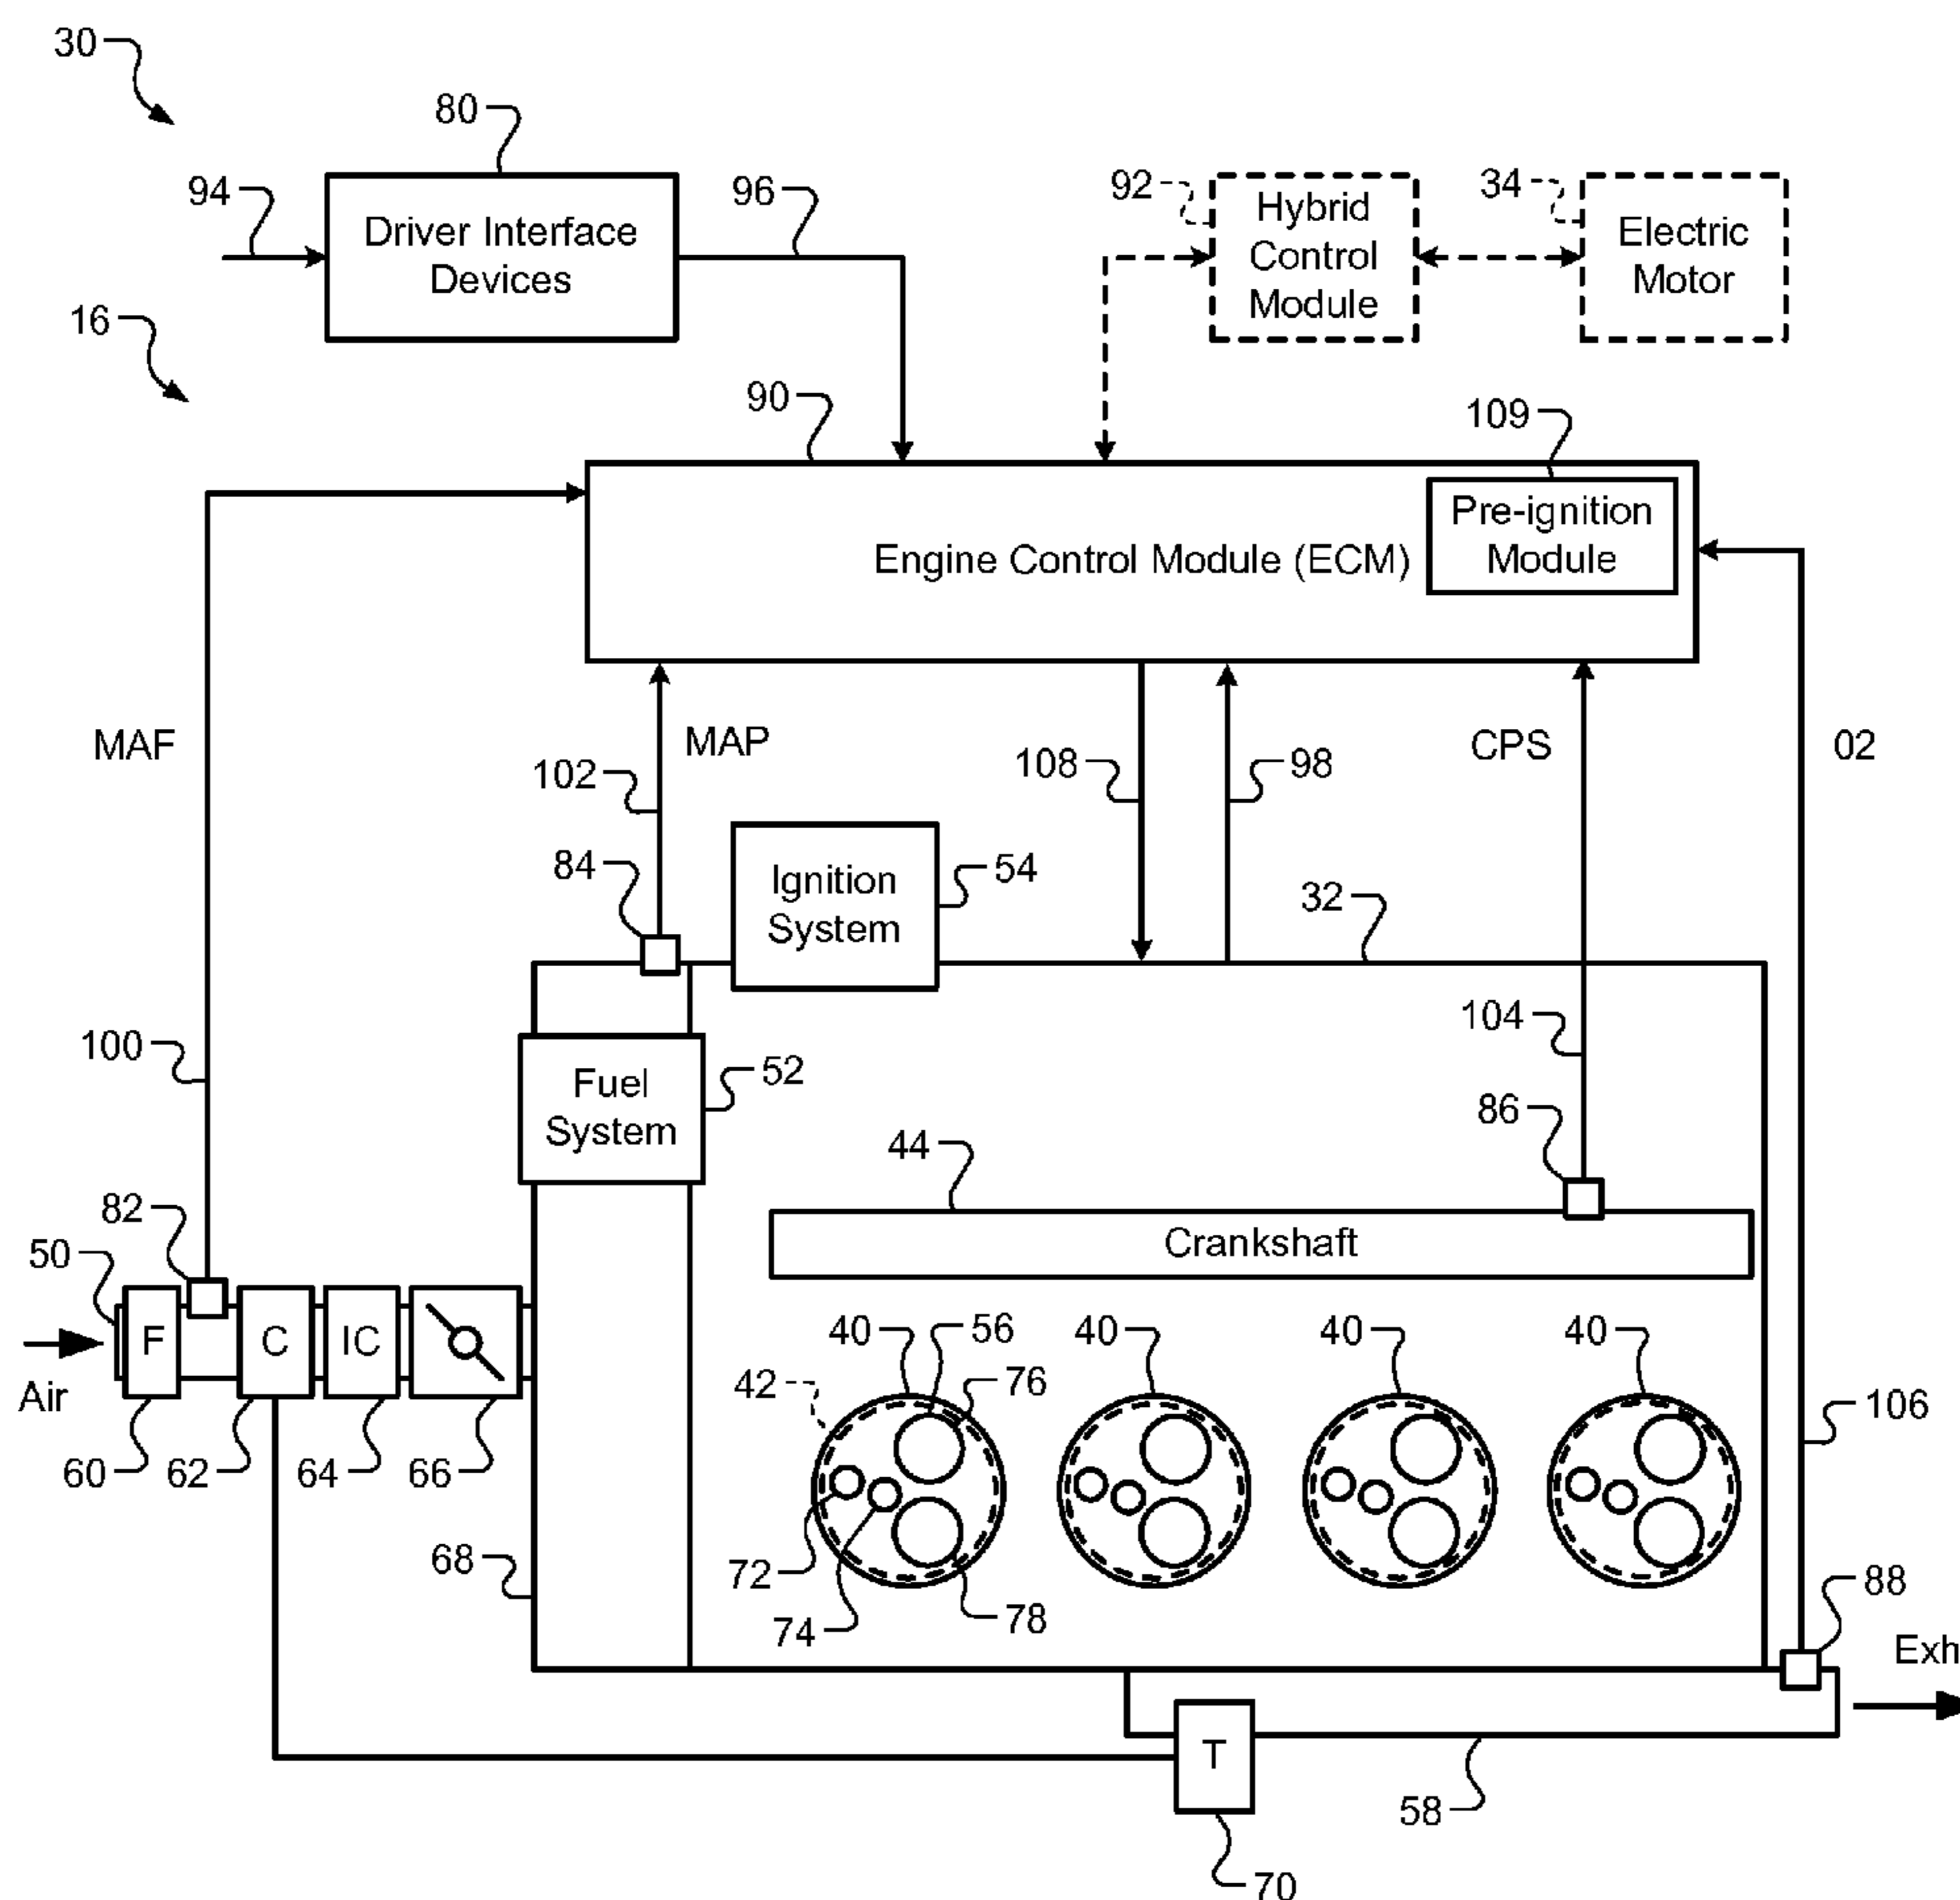 30
80
94
Driver Interface
Devices
96
92
Hybrid
Control
Module
34
Electric
Motor
16
90
109
Pre-ignition
Module
Engine Control Module (ECM)
MAF
MAP
CPS
02
102
108
98
84
Ignition
System
54
32
100
104
Fuel
System
52
86
44
82
Crankshaft
50
F
C
IC
Air
40
56
40
40
40
42
76
106
60
62
64
66
68
72
74
78
88
Exh
T
58
70